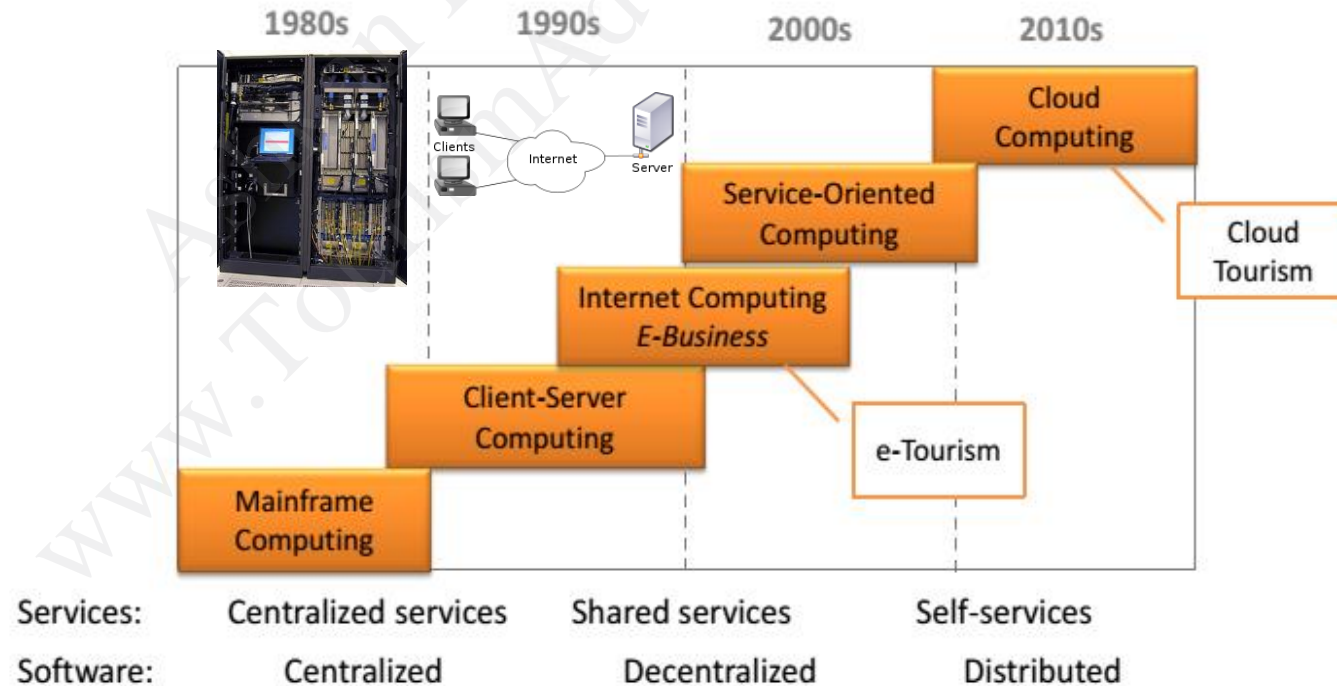 1980s 1990s 2000s 2010s
Clients
Internet
Server
Cloud
Computing
Service-Oriented
Computing
Cloud
Tourism
Internet Computing
E-Business
Client-Server
Computing
e-Tourism
Mainframe
Computing
Services: Centralized services Shared services Self-services
Software: Centralized Decentralized Distributed